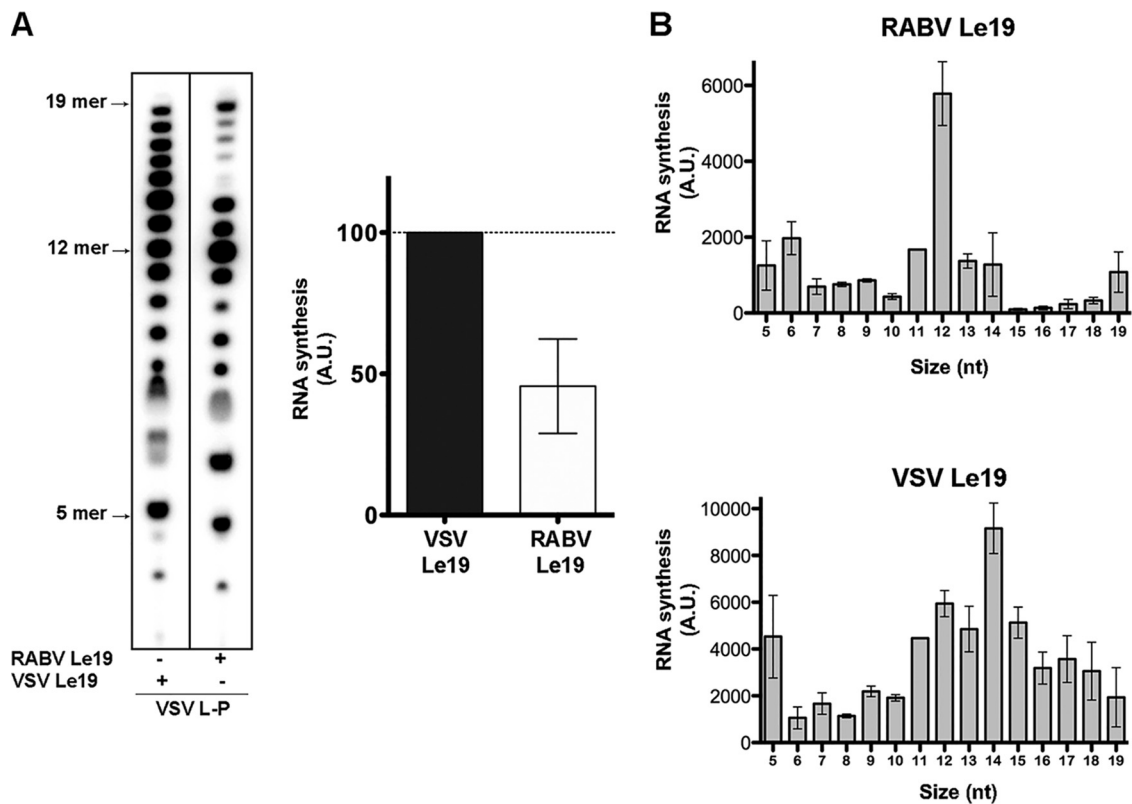 A
19 mer
12 mer
5 mer
RABV Le19 - +
VSV Le19 + -
VSV L-P
RNA synthesis
(A.U.)
100
50
0
VSV
Le19
RABV
Le19
B
RABV Le19
RNA synthesis
(A.U.)
6000
4000
2000
0
5 6 7 8 9 10 11 12 13 14 15 16 17 18 19
Size (nt)
VSV Le19
RNA synthesis
(A.U.)
10000
8000
6000
4000
2000
0
5 6 7 8 9 10 11 12 13 14 15 16 17 18 19
Size (nt)